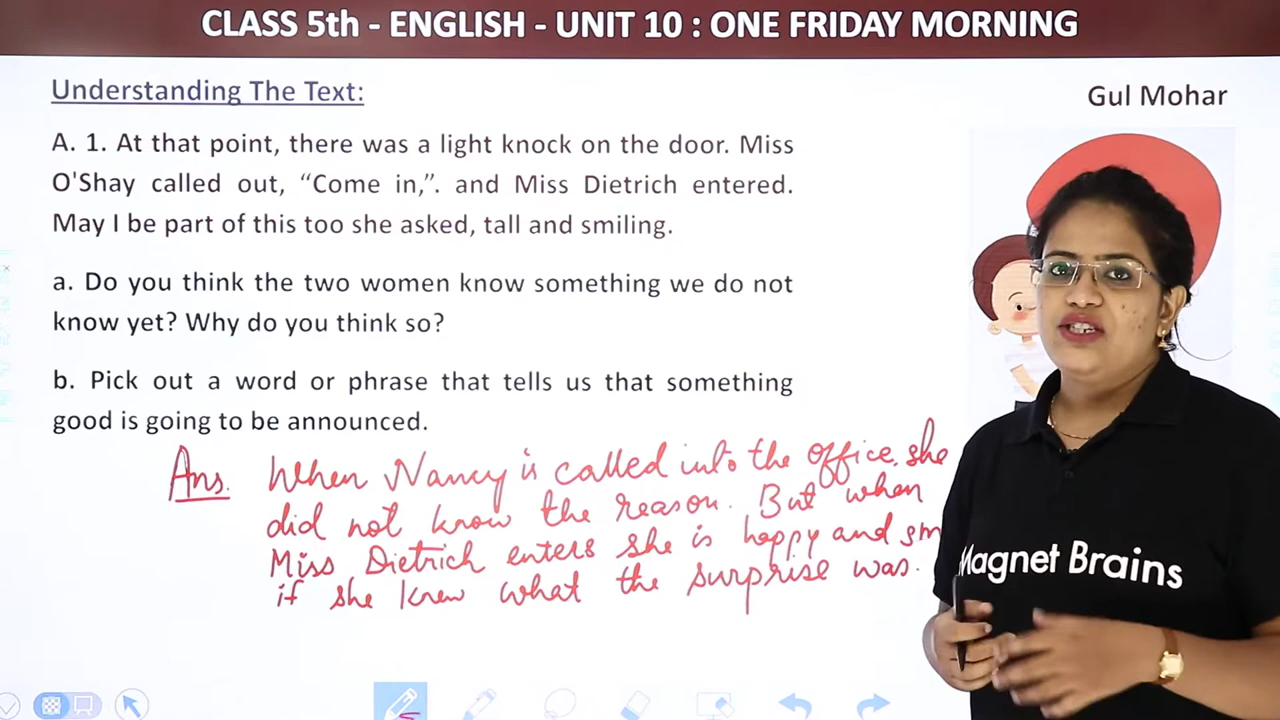 CLASS 5th - ENGLISH - UNIT 10 : ONE FRIDAY MORNING
Understanding The Text:
Gul Mohar
A. 1. At that point, there was a light knock on the door. Miss
O'Shay called out, “Come in,”. and Miss Dietrich entered.
May I be part of this too she asked, tall and smiling.
a. Do you think the two women know something we do not
know yet? Why do you think so?
b. Pick out a word or phrase that tells us that something
good is going to be announced.
Ans. When Nancy is called into the office, she
did not know the reason. But when
Miss Dietrich enters she is happy and
if she knew what the surprise was.
Magnet Brains